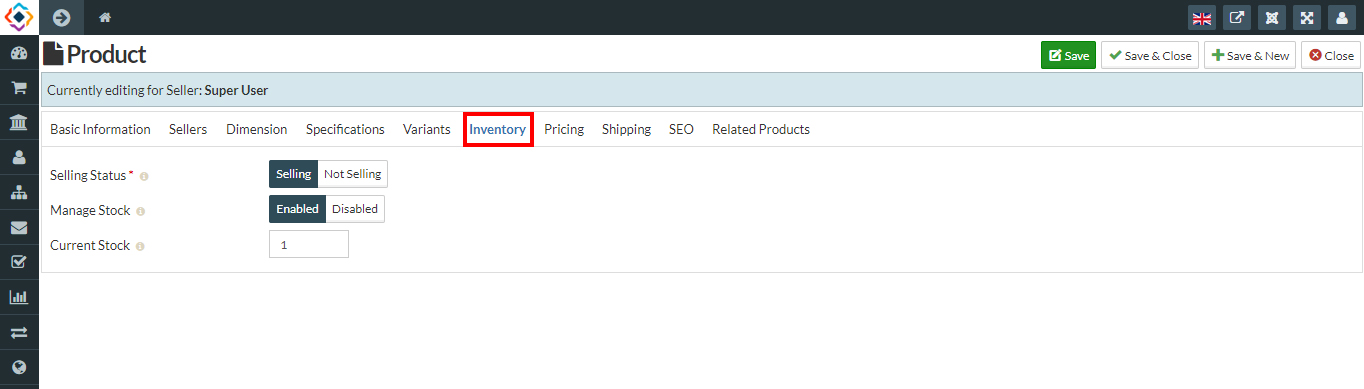 Product
Save Save & Close Save & New Close
Currently editing for Seller: Super User
Basic Information Sellers Dimension Specifications Variants Inventory Pricing Shipping SEO Related Products
Selling Status * Selling Not Selling
Manage Stock Enabled Disabled
Current Stock 1